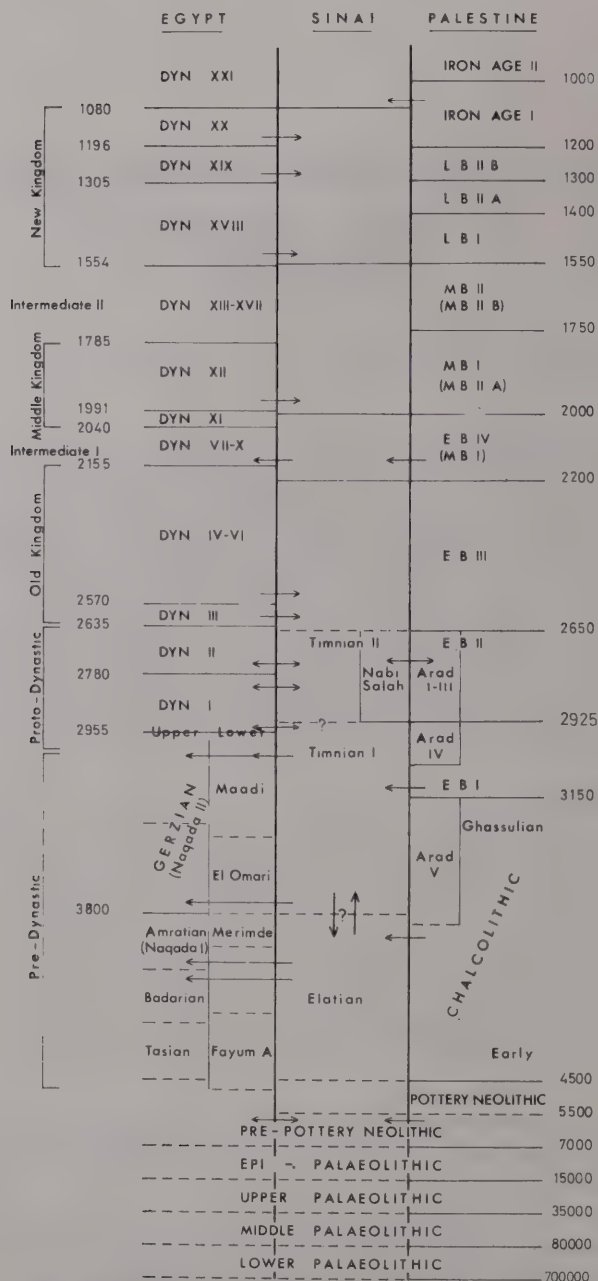 EGYPT SINAI PALESTINE
IRON AGE II
DYN XXI
1000
1080
IRON AGE I
DYN XX
1196
1200
DYN XIX
L B II B
1305
1300
L B II A
1400
New Kingdom
DYN XVIII
L B I
1554
1550
M B II
Intermediate II
DYN XIII-XVII
(M B II B)
1750
1785
Middle Kingdom
DYN XII
M B I
(M B II A)
1991
2000
DYN XI
2040
E B IV
Intermediate I
DYN VII-X
(M B I)
2155
2200
Old Kingdom
DYN IV-VI
E B III
2570
DYN III
2635
2650
Timnian II
E B II
Proto-Dynastic
DYN II
Nabi
Salah
Arad
I-III
2780
DYN I
2925
2955
Upper Lower
?
Arad
IV
Timnian I
Maadi
E B I
3150
GERZIAN
(Naqada II)
Ghassulian
Arad
V
El Omari
3800
?
Pre-Dynastic
Amratian
(Naqada I)
Merimde
CHALCOLITHIC
Badarian
Elatian
Tasian
Fayum A
Early
4500
POTTERY NEOLITHIC
5500
PRE-POTTERY NEOLITHIC
7000
EPI - PALAEOLITHIC
15000
UPPER PALAEOLITHIC
35000
MIDDLE PALAEOLITHIC
80000
LOWER PALAEOLITHIC
700000